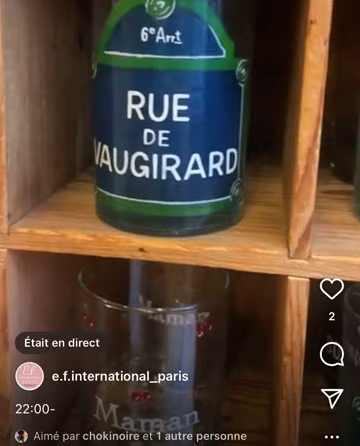 6e Arrt
RUE
DE
VAUGIRARD
Maman
2
Était en direct
e.f.international_paris
22:00-
Maman
Aimé par chokinoire et 1 autre personne